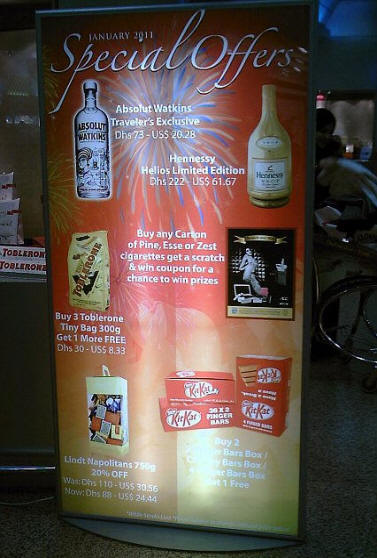 JANUARY 2011
Special Offers
ABSOLUT
WATKINS
Absolut Watkins
Traveler's Exclusive
Dhs 73 - US$ 20.28
Hennessy
Helios Limited Edition
Dhs 222 - US$ 61.67
Hennessy
Buy any Carton
of Pine, Esse or Zest
cigarettes get a scratch
& win coupon for a
chance to win prizes
TOBLERONE
TOBLERONE
TOBLERONE
Buy 3 Toblerone
Tiny Bag 300g
Get 1 More FREE
Dhs 30 - US$ 8.33
KitKat
KitKat
36 X 2
FINGER
BARS
KitKat
4 FINGER BARS
Lindt Napolitans 750g
20% OFF
Was: Dhs 110 - US$ 30.56
Now: Dhs 88 - US$ 24.44
Buy 2
Bars Box /
Bars Box /
Bars Box
1 Free